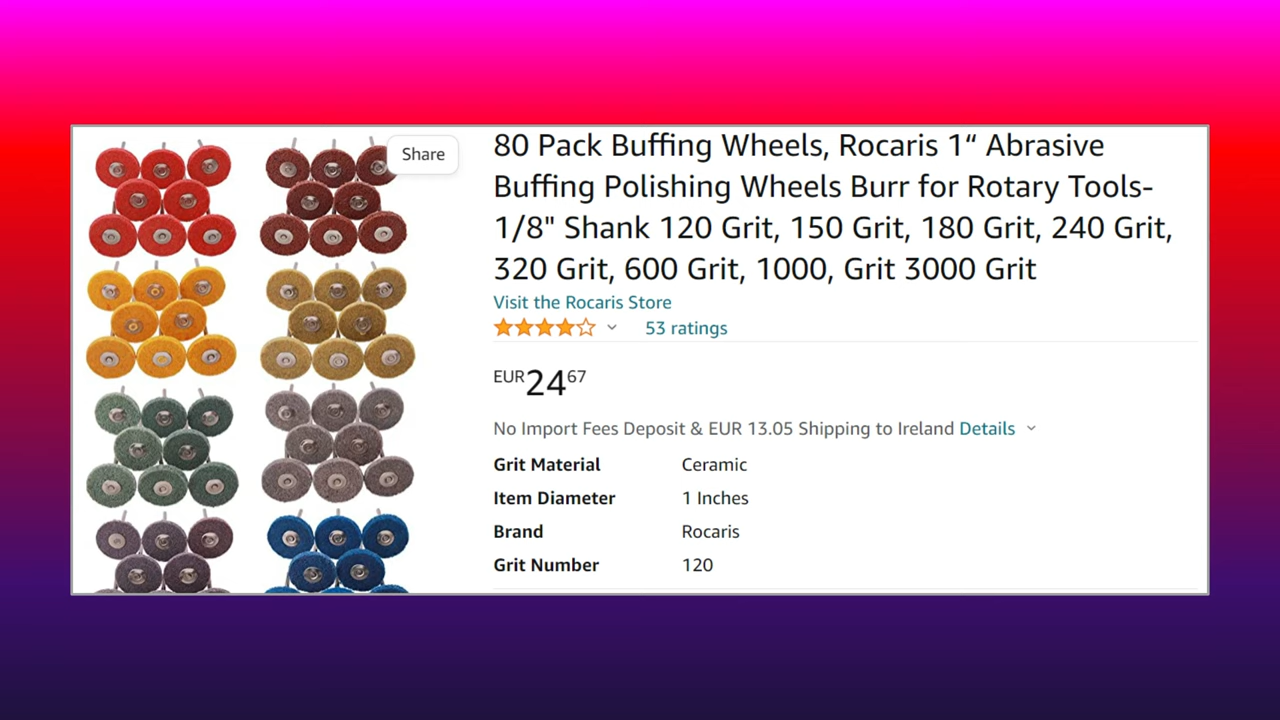 Share
80 Pack Buffing Wheels, Rocaris 1“ Abrasive
Buffing Polishing Wheels Burr for Rotary Tools-
1/8" Shank 120 Grit, 150 Grit, 180 Grit, 240 Grit,
320 Grit, 600 Grit, 1000, Grit 3000 Grit
Visit the Rocaris Store
53 ratings
EUR2467
No Import Fees Deposit & EUR 13.05 Shipping to Ireland Details
Grit Material Ceramic
Item Diameter 1 Inches
Brand Rocaris
Grit Number 120